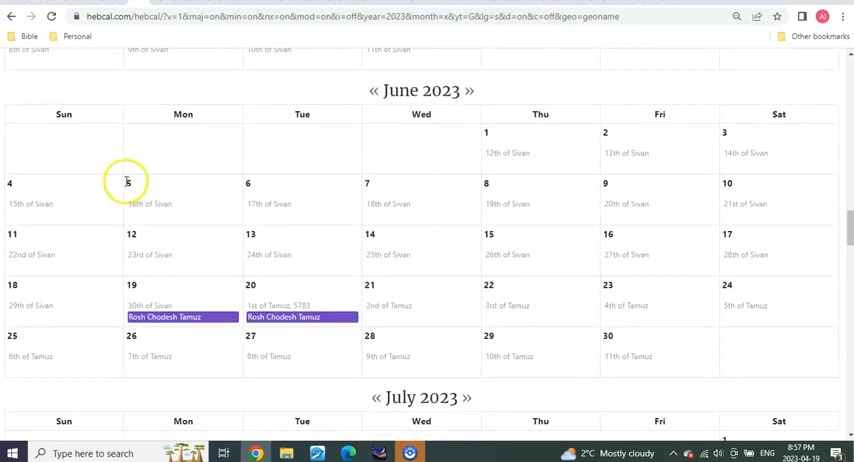 hebcal.com/hebcal/?v=1&maj=on&min=on&nx=on&mod=on&i=off&year=2023&month=x&yt=G&lg=s&d=on&c=off&geo=geoname
AI
Bible Personal Other bookmarks
8th of Sivan 9th of Sivan 10th of Sivan 11th of Sivan
« June 2023 »
Sun Mon Tue Wed Thu Fri Sat
1 2 3
12th of Sivan 13th of Sivan 14th of Sivan
4 5 6 7 8 9 10
15th of Sivan 16th of Sivan 17th of Sivan 18th of Sivan 19th of Sivan 20th of Sivan 21st of Sivan
11 12 13 14 15 16 17
22nd of Sivan 23rd of Sivan 24th of Sivan 25th of Sivan 26th of Sivan 27th of Sivan 28th of Sivan
18 19 20 21 22 23 24
29th of Sivan 30th of Sivan 1st of Tamuz, 5783 2nd of Tamuz 3rd of Tamuz 4th of Tamuz 5th of Tamuz
Rosh Chodesh Tamuz Rosh Chodesh Tamuz
25 26 27 28 29 30
6th of Tamuz 7th of Tamuz 8th of Tamuz 9th of Tamuz 10th of Tamuz 11th of Tamuz
« July 2023 »
Sun Mon Tue Wed Thu Fri Sat
1
Type here to search 2°C Mostly cloudy ENG 8:57 PM
2023-04-19 3